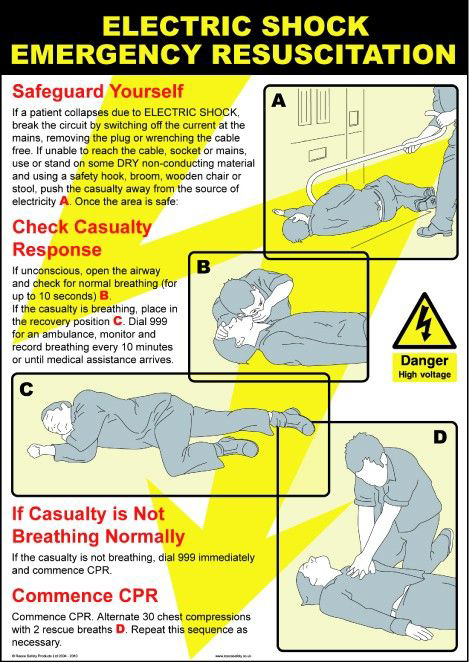 ELECTRIC SHOCK
EMERGENCY RESUSCITATION
Safeguard Yourself
If a patient collapses due to ELECTRIC SHOCK,
break the circuit by switching off the current at the
mains, removing the plug or wrenching the cable
free. If unable to reach the cable, socket or mains,
use or stand on some DRY non-conducting material
and using a safety hook, broom, wooden chair or
stool, push the casualty away from the source of
electricity A. Once the area is safe:
A
Check Casualty
Response
If unconscious, open the airway
and check for normal breathing (for
up to 10 seconds) B.
If the casualty is breathing, place in
the recovery position C. Dial 999
for an ambulance, monitor and
record breathing every 10 minutes
or until medical assistance arrives.
B
Danger
High voltage
C
D
If Casualty is Not
Breathing Normally
If the casualty is not breathing, dial 999 immediately
and commence CPR.
Commence CPR
Commence CPR. Alternate 30 chest compressions
with 2 rescue breaths D. Repeat this sequence as
necessary.